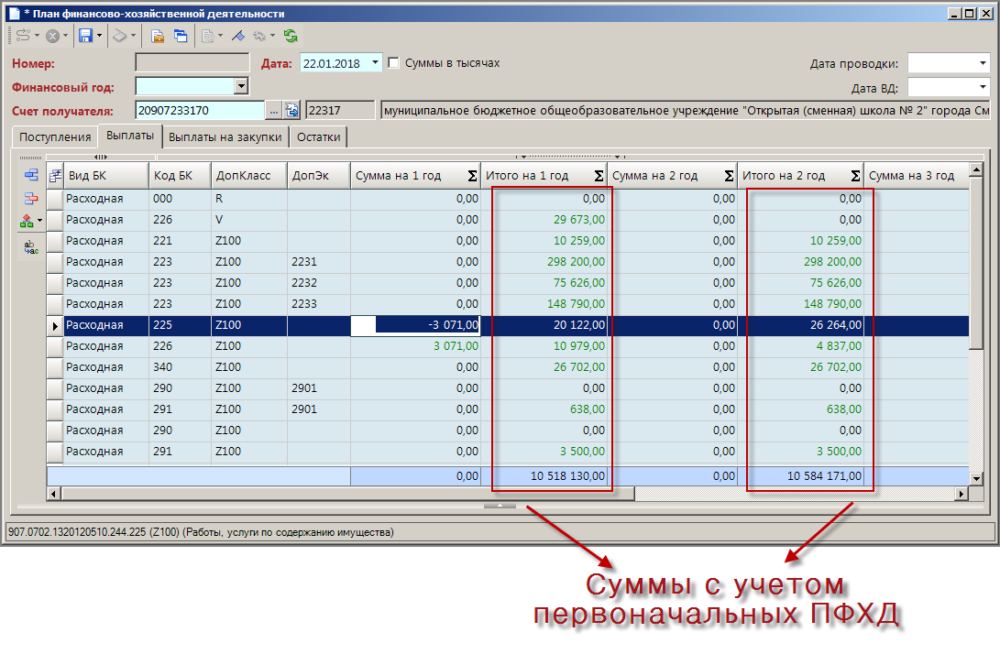 * План финансово-хозяйственной деятельности
Номер: Дата: 22.01.2018 Суммы в тысячах Дата проводки:
Финансовый год: Дата ВД:
Счет получателя: 20907233170 ... 22317 муниципальное бюджетное общеобразовательное учреждение "Открытая (сменная) школа № 2" города См
Поступления Выплаты Выплаты на закупки Остатки
Вид БК Код БК ДопКласс ДопЭк Сумма на 1 год Σ Итого на 1 год Σ Сумма на 2 год Σ Итого на 2 год Σ Сумма на 3 год
Расходная 000 R 0,00 0,00 0,00 0,00
Расходная 226 V 0,00 29 673,00 0,00 0,00
Расходная 221 Z100 0,00 10 259,00 0,00 10 259,00
ab ac
Расходная 223 Z100 2231 0,00 298 200,00 0,00 298 200,00
Расходная 223 Z100 2232 0,00 75 626,00 0,00 75 626,00
Расходная 223 Z100 2233 0,00 148 790,00 0,00 148 790,00
Расходная 225 Z100 -3 071,00 20 122,00 0,00 26 264,00
Расходная 226 Z100 3 071,00 10 979,00 0,00 4 837,00
Расходная 340 Z100 0,00 26 702,00 0,00 26 702,00
Расходная 290 Z100 2901 0,00 0,00 0,00 0,00
Расходная 291 Z100 2901 0,00 638,00 0,00 638,00
Расходная 290 Z100 0,00 0,00 0,00 0,00
Расходная 291 Z100 0,00 3 500,00 0,00 3 500,00
0,00 10 518 130,00 0,00 10 584 171,00
907.0702.1320120510.244.225 (Z100) (Работы, услуги по содержанию имущества)
Суммы с учетом
первоначальных ПФХД